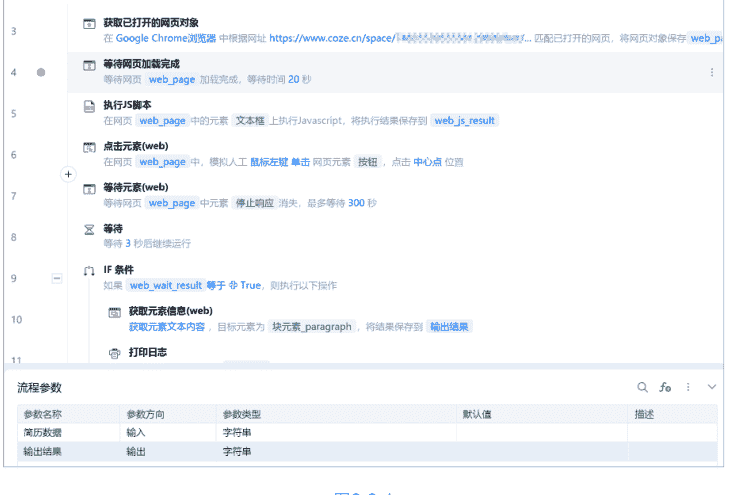 3
获取已打开的网页对象
在 Google Chrome浏览器 中根据网址 https://www.coze.cn/space/ /... 匹配已打开的网页，将网页对象保存 web_pa
4
等待网页加载完成
等待网页 web_page 加载完成，等待时间 20 秒
5
执行JS脚本
在网页 web_page 中的元素 文本框 上执行Javascript，将执行结果保存到 web_js_result
6
点击元素(web)
在网页 web_page 中，模拟人工 鼠标左键 单击 网页元素 按钮 ，点击 中心点 位置
7
等待元素(web)
等待网页 web_page 中元素 停止响应 消失，最多等待 300 秒
8
等待
等待 3 秒后继续运行
9
IF 条件
如果 web_wait_result 等于 True，则执行以下操作
10
获取元素信息(web)
获取元素文本内容 ，目标元素为 块元素_paragraph ，将结果保存到 输出结果
11
打印日志
流程参数
参数名称 参数方向 参数类型 默认值 描述
简历数据 输入 字符串
输出结果 输出 字符串